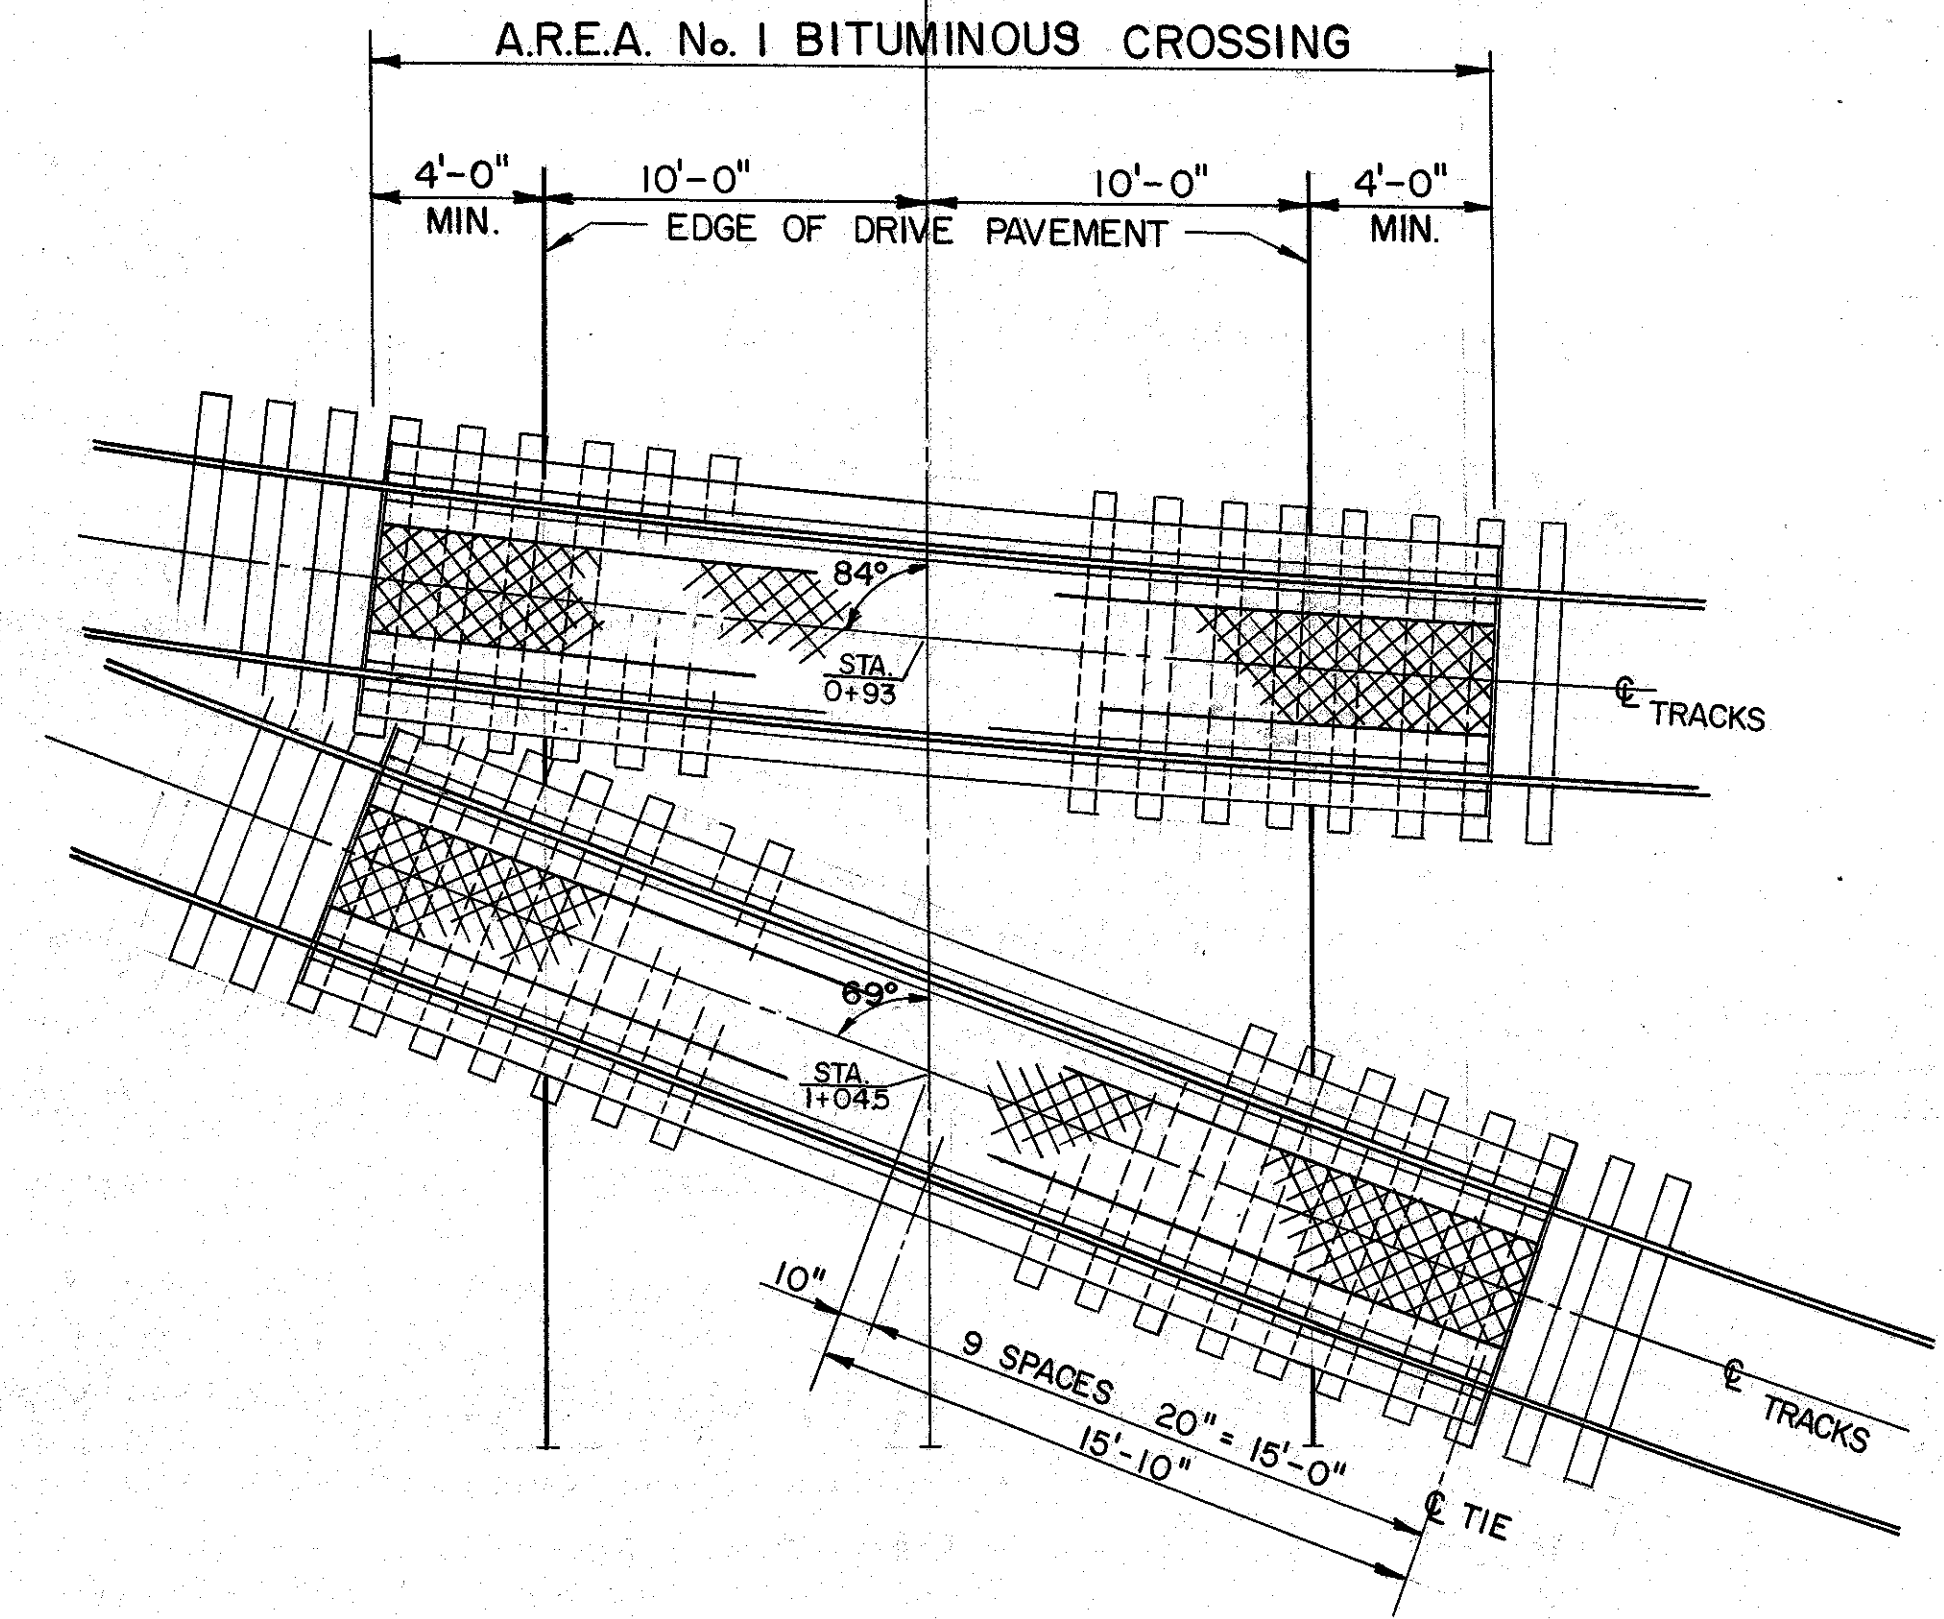 A.R.E.A. No. 1 BITUMINOUS CROSSING
4'-0" MIN.
10'-0"
10'-0"
4'-0" MIN.
EDGE OF DRIVE PAVEMENT
84°
STA.
0+93
℄ TRACKS
69°
STA.
1+04.5
10"
9 SPACES 20" = 15'-0"
15'-10"
℄ TRACKS
℄ TIE